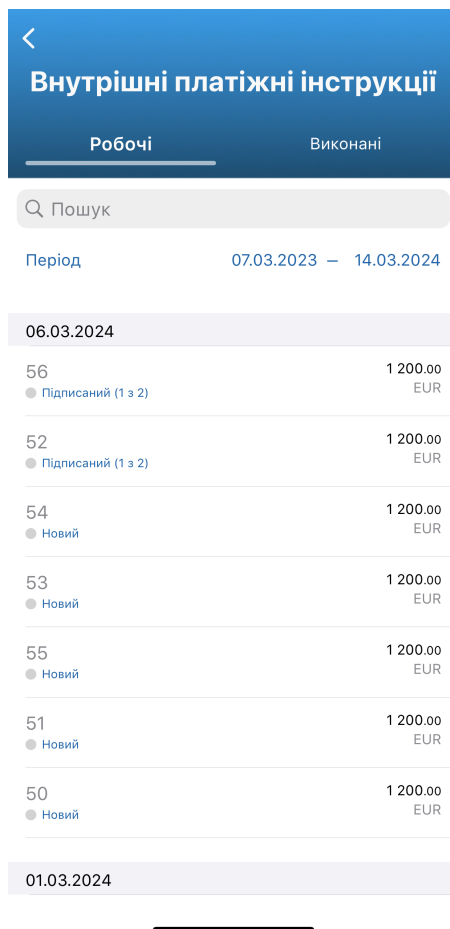 Внутрішні платіжні інструкції
Робочі Виконані
Пошук
Період 07.03.2023 – 14.03.2024
06.03.2024
56 1 200.00
Підписаний (1 з 2) EUR
52 1 200.00
Підписаний (1 з 2) EUR
54 1 200.00
Новий EUR
53 1 200.00
Новий EUR
55 1 200.00
Новий EUR
51 1 200.00
Новий EUR
50 1 200.00
Новий EUR
01.03.2024